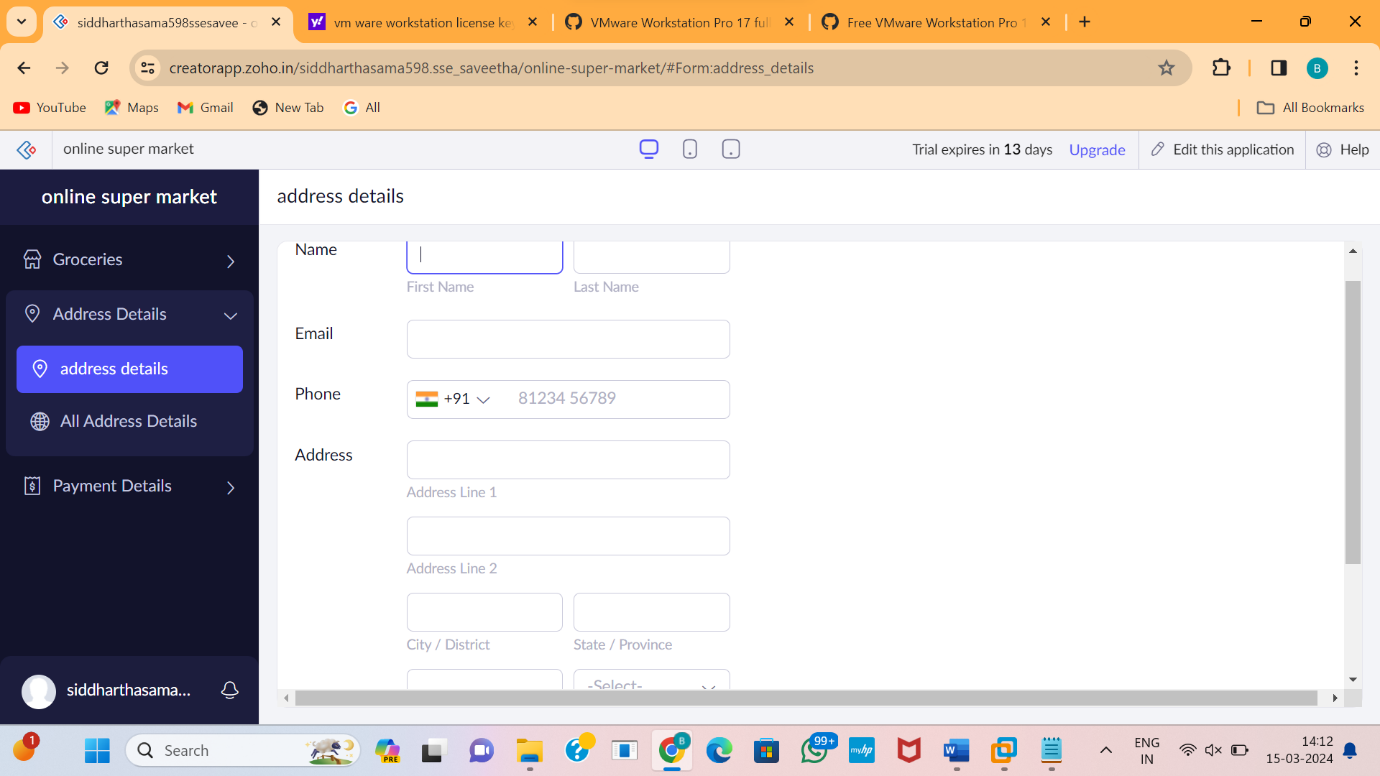 siddharthasama598ssesavee -
vm ware workstation license ke
VMware Workstation Pro 17 full
Free VMware Workstation Pro 1
creatorapp.zoho.in/siddharthasama598.sse_saveetha/online-super-market/#Form:address_details
B
YouTube
Maps
Gmail
New Tab
All
All Bookmarks
online super market
Trial expires in 13 days
Upgrade
Edit this application
Help
online super market
address details
Groceries
Address Details
address details
All Address Details
Payment Details
siddharthasama...
Name
First Name
Last Name
Email
Phone
+91
81234 56789
Address
Address Line 1
Address Line 2
City / District
State / Province
-Select-
1
Search
PRE
B
99+
myhp
W
ENG
IN
14:12
15-03-2024